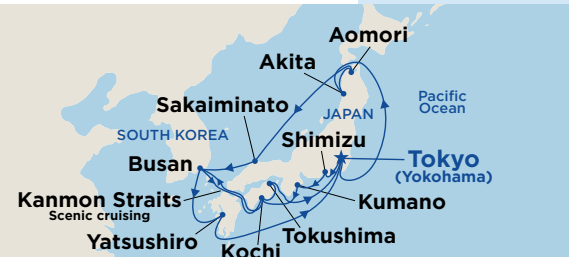 Aomori
Akita
Pacific
Ocean
Sakaiminato
JAPAN
SOUTH KOREA
Shimizu
Busan
Tokyo
(Yokohama)
Kanmon Straits
Scenic cruising
Kumano
Yatsushiro
Tokushima
Kochi